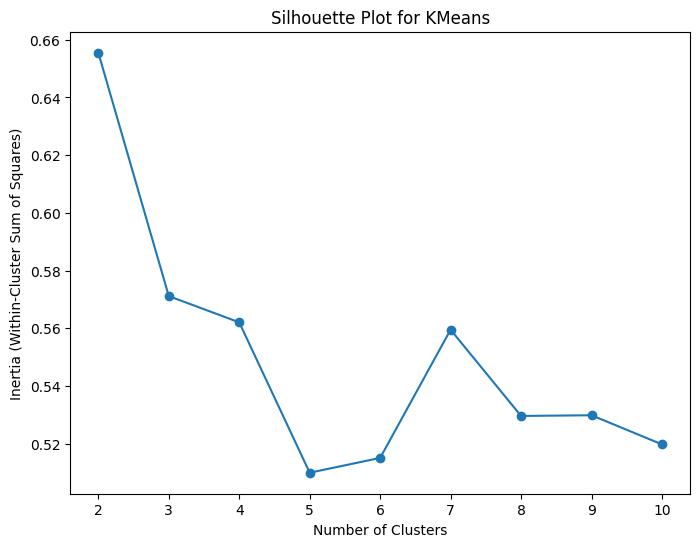 Silhouette Plot for KMeans
Inertia (Within-Cluster Sum of Squares)
0.66
0.64
0.62
0.60
0.58
0.56
0.54
0.52
2 3 4 5 6 7 8 9 10
Number of Clusters